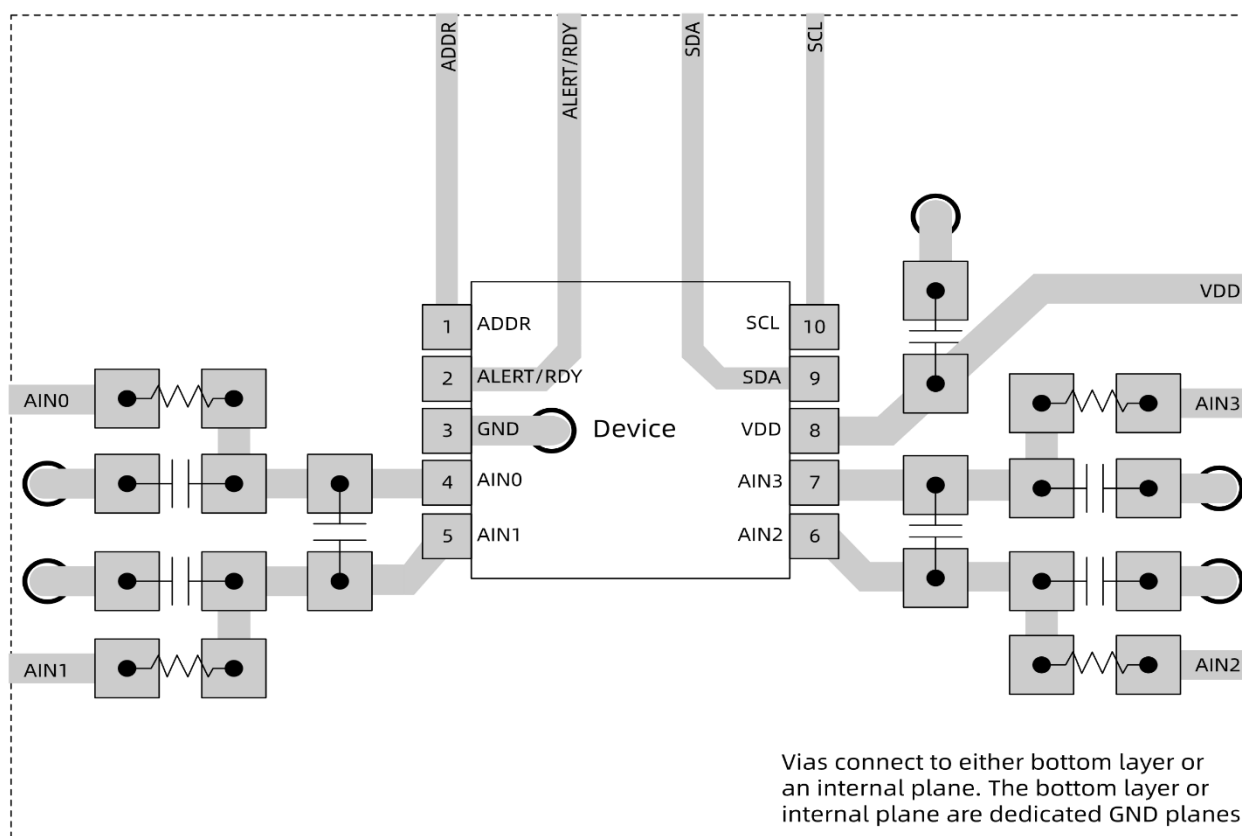 ADDR
ALERT/RDY
SDA
SCL
VDD
1 ADDR
SCL 10
2 ALERT/RDY
SDA 9
AIN0
AIN3
3 GND
Device
VDD 8
4 AIN0
AIN3 7
5 AIN1
AIN2 6
AIN1
AIN2
Vias connect to either bottom layer or
an internal plane. The bottom layer or
internal plane are dedicated GND planes